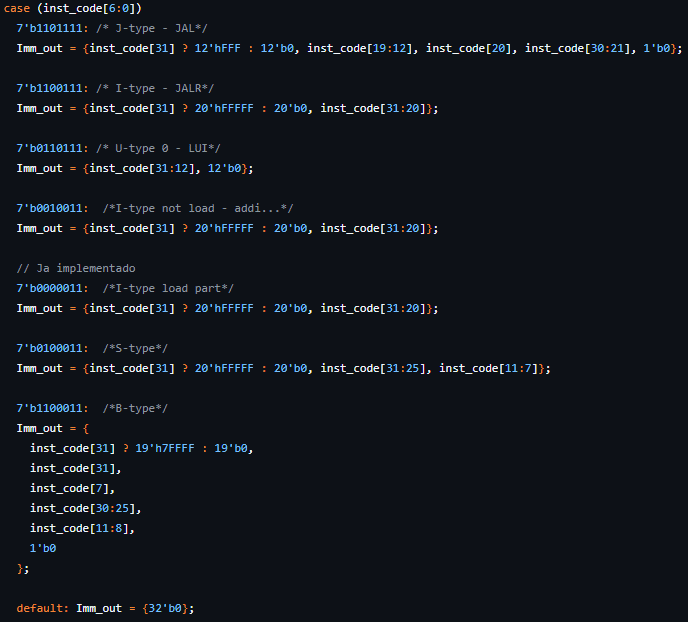 case (inst_code[6:0])
7'b1101111: /* J-type - JAL*/
Imm_out = {inst_code[31] ? 12'hFFF : 12'b0, inst_code[19:12], inst_code[20], inst_code[30:21], 1'b0};
7'b1100111: /* I-type - JALR*/
Imm_out = {inst_code[31] ? 20'hFFFFF : 20'b0, inst_code[31:20]};
7'b0110111: /* U-type 0 - LUI*/
Imm_out = {inst_code[31:12], 12'b0};
7'b0010011:  /*I-type not load - addi...*/
Imm_out = {inst_code[31] ? 20'hFFFFF : 20'b0, inst_code[31:20]};
// Ja implementado
7'b0000011:  /*I-type load part*/
Imm_out = {inst_code[31] ? 20'hFFFFF : 20'b0, inst_code[31:20]};
7'b0100011:  /*S-type*/
Imm_out = {inst_code[31] ? 20'hFFFFF : 20'b0, inst_code[31:25], inst_code[11:7]};
7'b1100011:  /*B-type*/
Imm_out = {
inst_code[31] ? 19'h7FFFF : 19'b0,
inst_code[31],
inst_code[7],
inst_code[30:25],
inst_code[11:8],
1'b0
};
default: Imm_out = {32'b0};